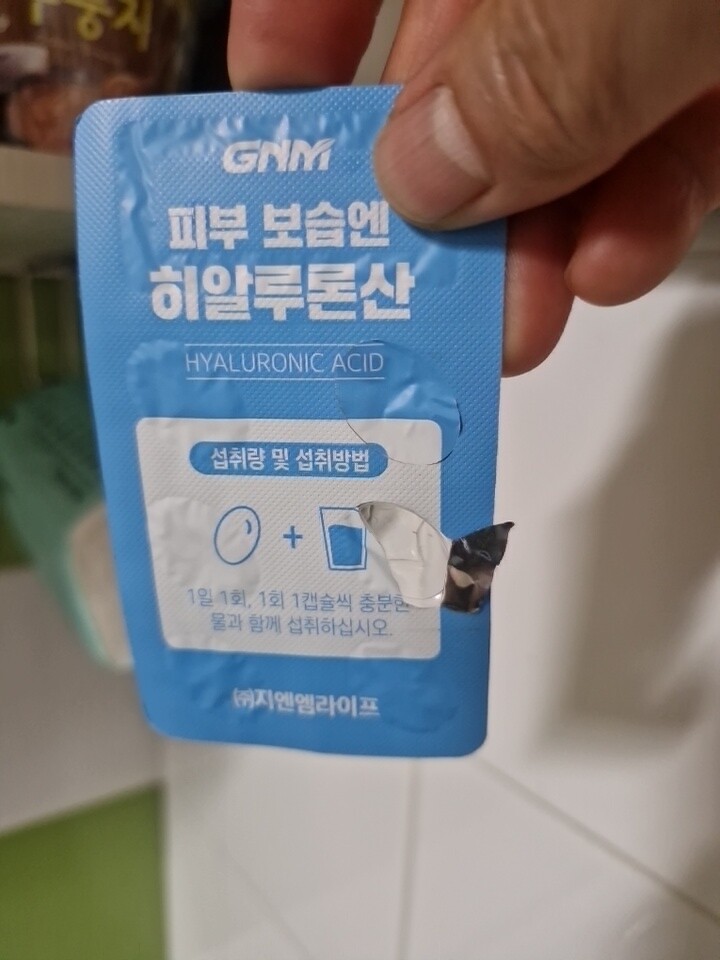 GNM
피부 보습엔
히알루론산
HYALURONIC ACID
섭취량 및 섭취방법
+
1일 1회, 1회 1캡슐씩 충분한
물과 함께 섭취하십시오.
㈜지엔엠라이프